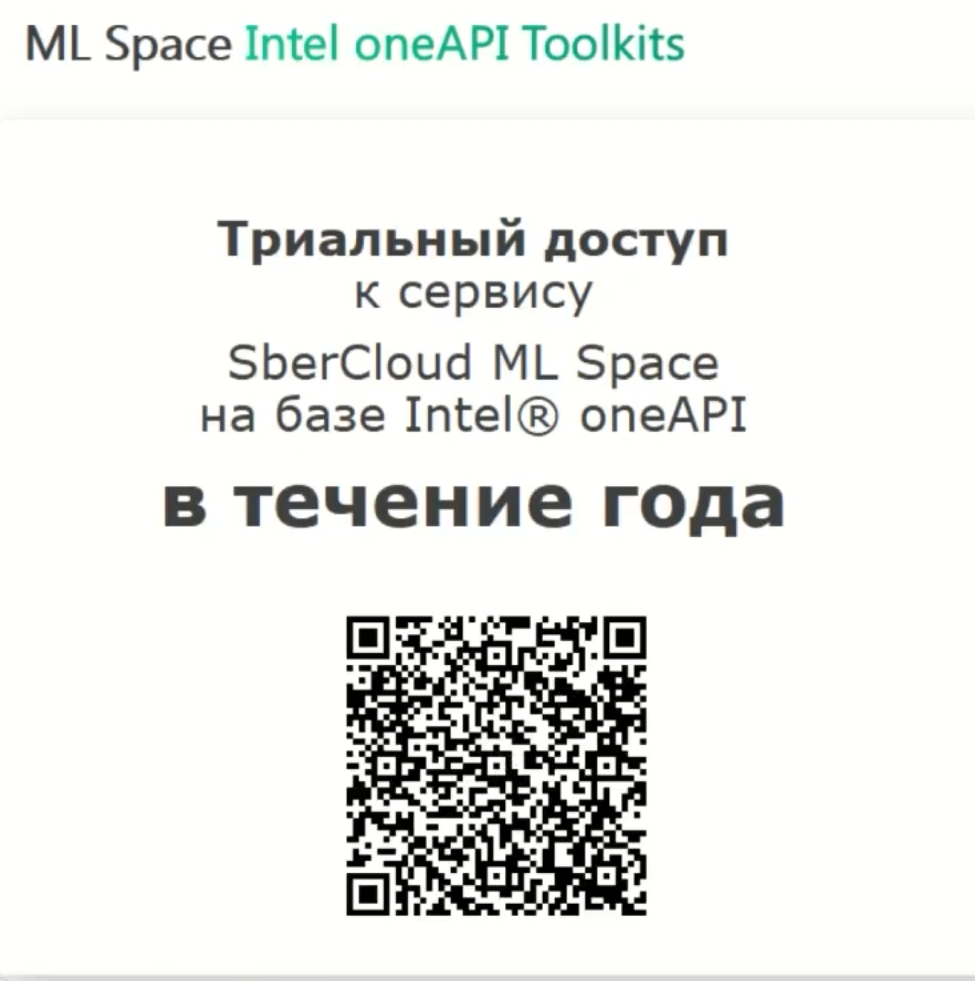 ML Space Intel oneAPI Toolkits
Триальный доступ
к сервису
SberCloud ML Space
на базе Intel® oneAPI
в течение года